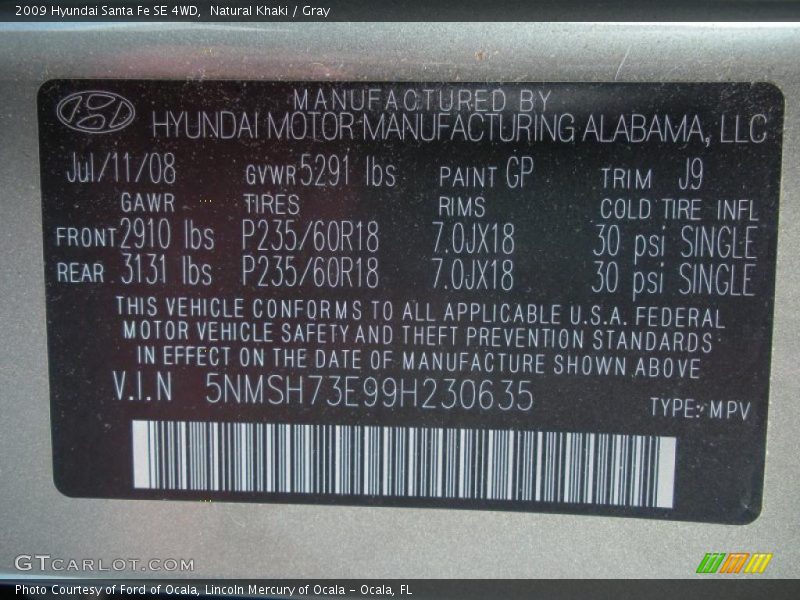 2009 Hyundai Santa Fe SE 4WD, Natural Khaki / Gray
MANUFACTURED BY
HYUNDAI MOTOR MANUFACTURING ALABAMA, LLC
Jul/11/08 GVWR 5291 lbs PAINT GP TRIM J9
GAWR TIRES RIMS COLD TIRE INFL
FRONT 2910 lbs P235/60R18 7.0JX18 30 psi SINGLE
REAR 3131 lbs P235/60R18 7.0JX18 30 psi SINGLE
THIS VEHICLE CONFORMS TO ALL APPLICABLE U.S.A. FEDERAL
MOTOR VEHICLE SAFETY AND THEFT PREVENTION STANDARDS
IN EFFECT ON THE DATE OF MANUFACTURE SHOWN ABOVE
V.I.N 5NMSH73E99H230635
TYPE: MPV
GTCARLOT.COM
Photo Courtesy of Ford of Ocala, Lincoln Mercury of Ocala - Ocala, FL